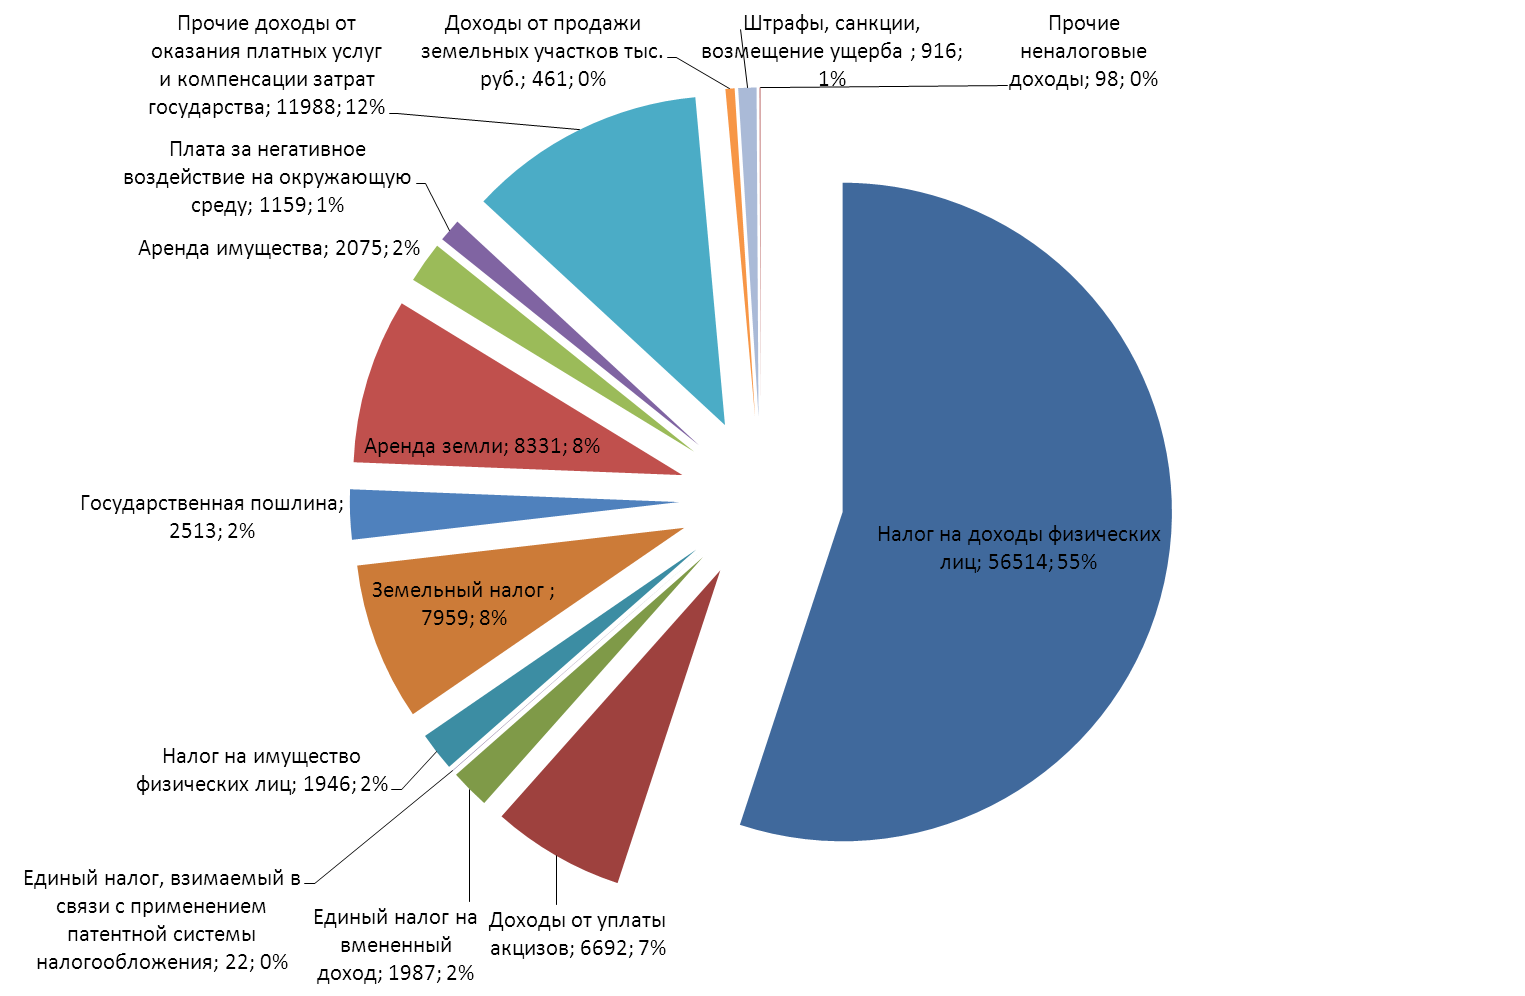 Прочие доходы от
оказания платных услуг
и компенсации затрат
государства; 11988; 12%
Доходы от продажи
земельных участков тыс.
руб.; 461; 0%
Штрафы, санкции,
возмещение ущерба ; 916;
1%
Прочие
неналоговые
доходы; 98; 0%
Плата за негативное
воздействие на окружающую
среду; 1159; 1%
Аренда имущества; 2075; 2%
Аренда земли; 8331; 8%
Государственная пошлина;
2513; 2%
Налог на доходы физических
лиц; 56514; 55%
Земельный налог ;
7959; 8%
Налог на имущество
физических лиц; 1946; 2%
Единый налог, взимаемый в
связи с применением
патентной системы
налогообложения; 22; 0%
Единый налог на
вмененный
доход; 1987; 2%
Доходы от уплаты
акцизов; 6692; 7%